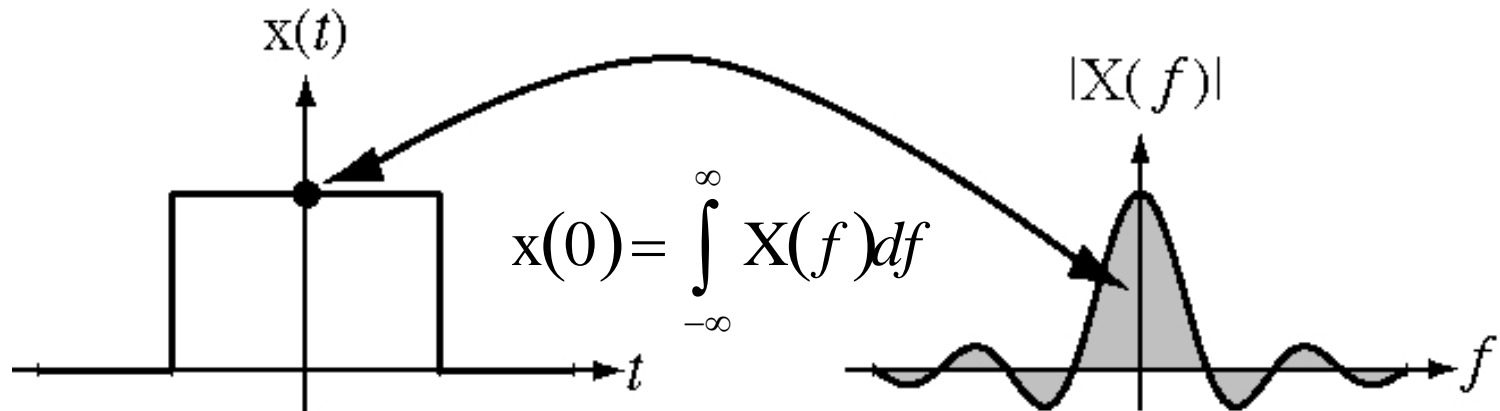 x(t)
|X( f )|
x(0) = ∫_{-∞}^{∞} X( f )df
t
f